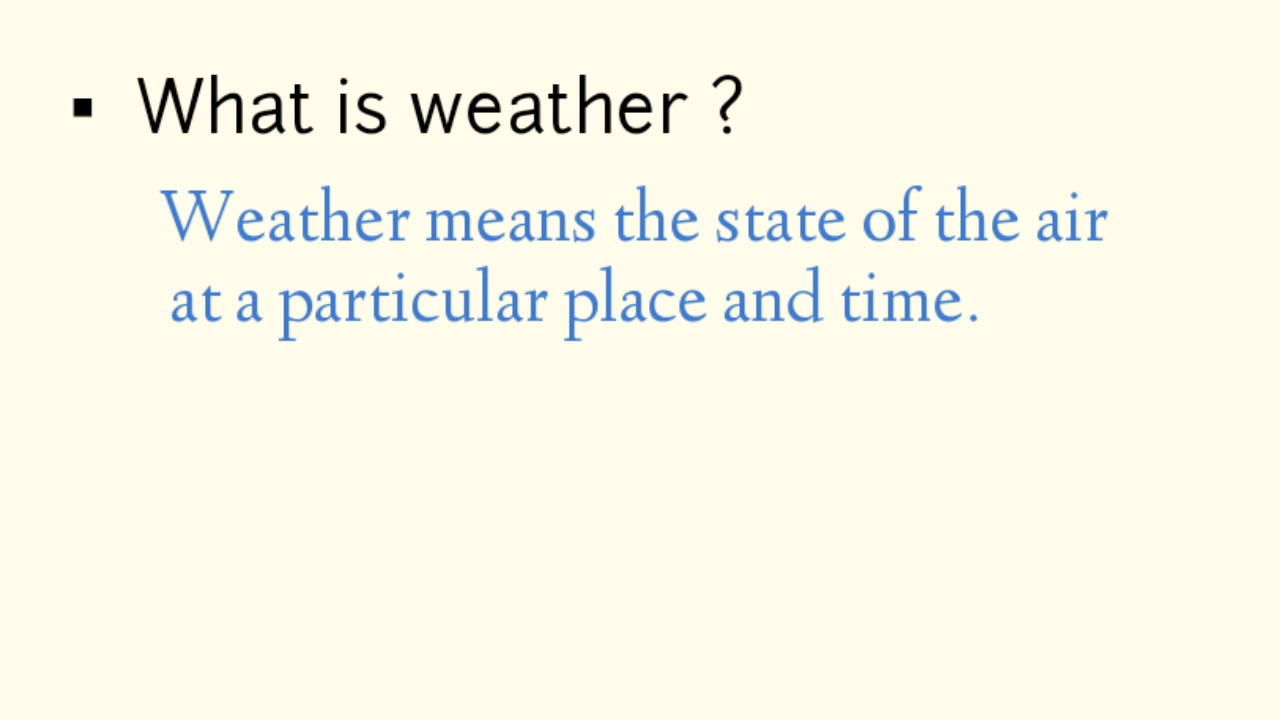 ▪ What is weather ?
Weather means the state of the air
at a particular place and time.